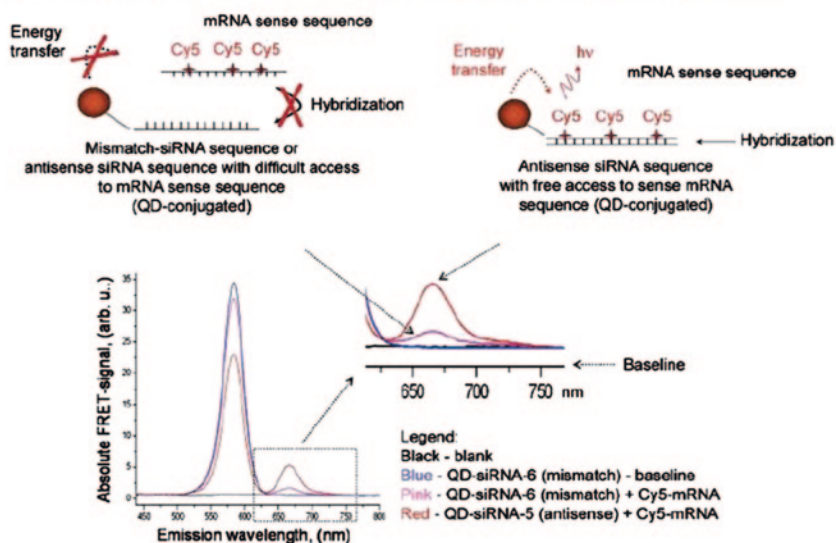 Energy
transfer
mRNA sense sequence
Cy5 Cy5 Cy5
Hybridization
Mismatch-siRNA sequence or
antisense siRNA sequence with difficult access
to mRNA sense sequence
(QD-conjugated)
Energy
transfer
hν
mRNA sense sequence
Cy5 Cy5 Cy5
Hybridization
Antisense siRNA sequence
with free access to sense mRNA
sequence (QD-conjugated)
Absolute FRET-signal, (arb. u..)
35
30
25
20
15
10
5
0
450 500 550 600 650 700 750 800
Emission wavelength, (nm)
650 700 750 nm
Baseline
Legend:
Black - blank
Blue - QD-siRNA-6 (mismatch) - baseline
Pink - QD-siRNA-6 (mismatch) + Cy5-mRNA
Red - QD-siRNA-5 (antisense) + Cy5-mRNA